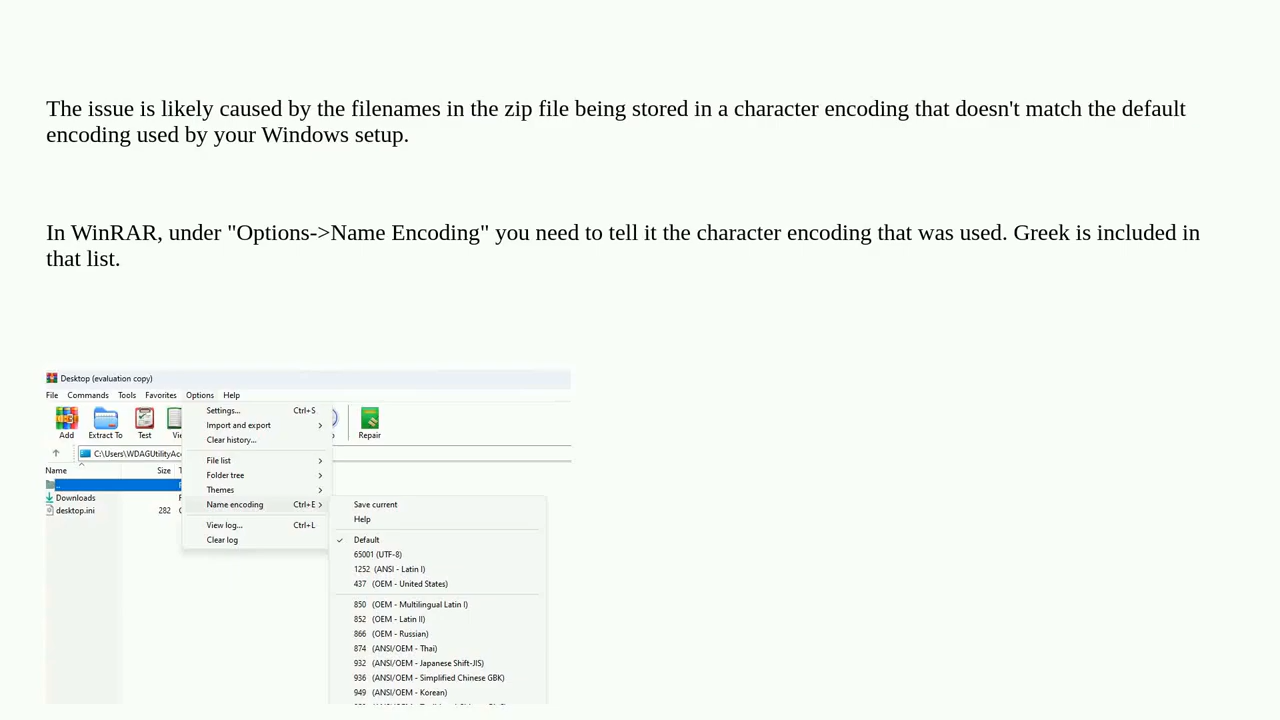 The issue is likely caused by the filenames in the zip file being stored in a character encoding that doesn't match the default
encoding used by your Windows setup.
In WinRAR, under "Options->Name Encoding" you need to tell it the character encoding that was used. Greek is included in
that list.
Desktop (evaluation copy)
File Commands Tools Favorites Options Help
Add Extract To Test Repair
Settings... Ctrl+S
Import and export
Clear history...
C:\Users\WDAGUtilityAc
Name Size
File list
Folder tree
..
Themes
Downloads
Name encoding Ctrl+E
desktop.ini 282
View log... Ctrl+L
Clear log
Save current
Help
Default
65001 (UTF-8)
1252 (ANSI - Latin I)
437 (OEM - United States)
850 (OEM - Multilingual Latin I)
852 (OEM - Latin II)
866 (OEM - Russian)
874 (ANSI/OEM - Thai)
932 (ANSI/OEM - Japanese Shift-JIS)
936 (ANSI/OEM - Simplified Chinese GBK)
949 (ANSI/OEM - Korean)